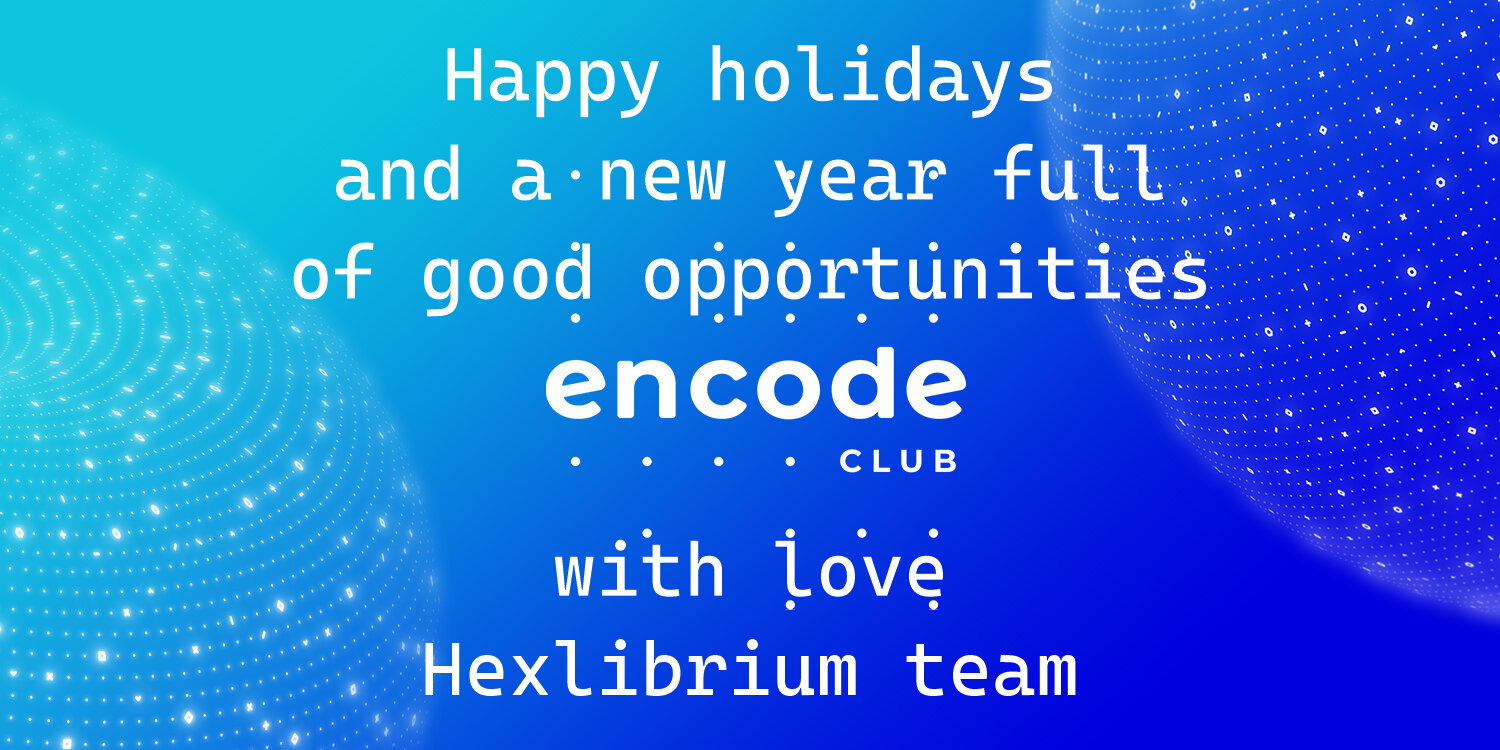 Happy holidays
and a new year full
of good opportunities
encode
CLUB
with love
Hexlibrium team